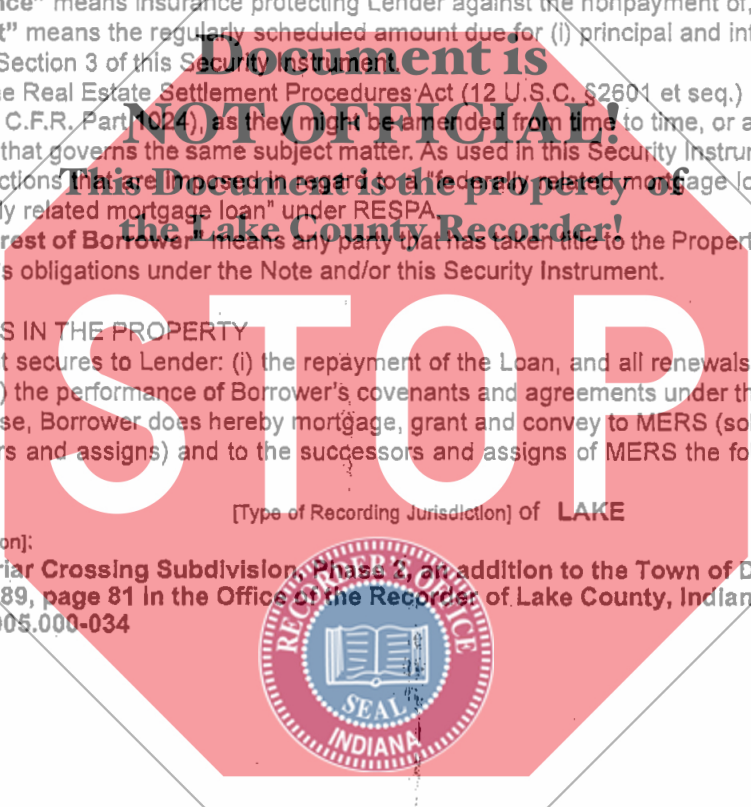 nce" means insurance protecting Lender against the nonpayment of,
t" means the regularly scheduled amount due for (i) principal and int
Section 3 of this Security Instrument.
Document is
e Real Estate Settlement Procedures Act (12 U.S.C. §2601 et seq.)
C.F.R. Part 1024), as they might be amended from time to time, or a
NOT OFFICIAL!
that governs the same subject matter. As used in this Security Instrum
ctions that are imposed in regard to a "federally related mortgage lo
This Document is the property of
ly related mortgage loan" under RESPA.
the Lake County Recorder!
rest of Borrower" means any party that has taken title to the Propert
s obligations under the Note and/or this Security Instrument.
S IN THE PROPERTY
t secures to Lender: (i) the repayment of the Loan, and all renewals
) the performance of Borrower's covenants and agreements under th
se, Borrower does hereby mortgage, grant and convey to MERS (sol
rs and assigns) and to the successors and assigns of MERS the fo
STOP
[Type of Recording Jurisdiction] of LAKE
on]:
riar Crossing Subdivision, Phase 2, an addition to the Town of D
89, page 81 in the Office of the Recorder of Lake County, Indian
005.000-034
RECORDER'S OFFICE
SEAL
INDIANA